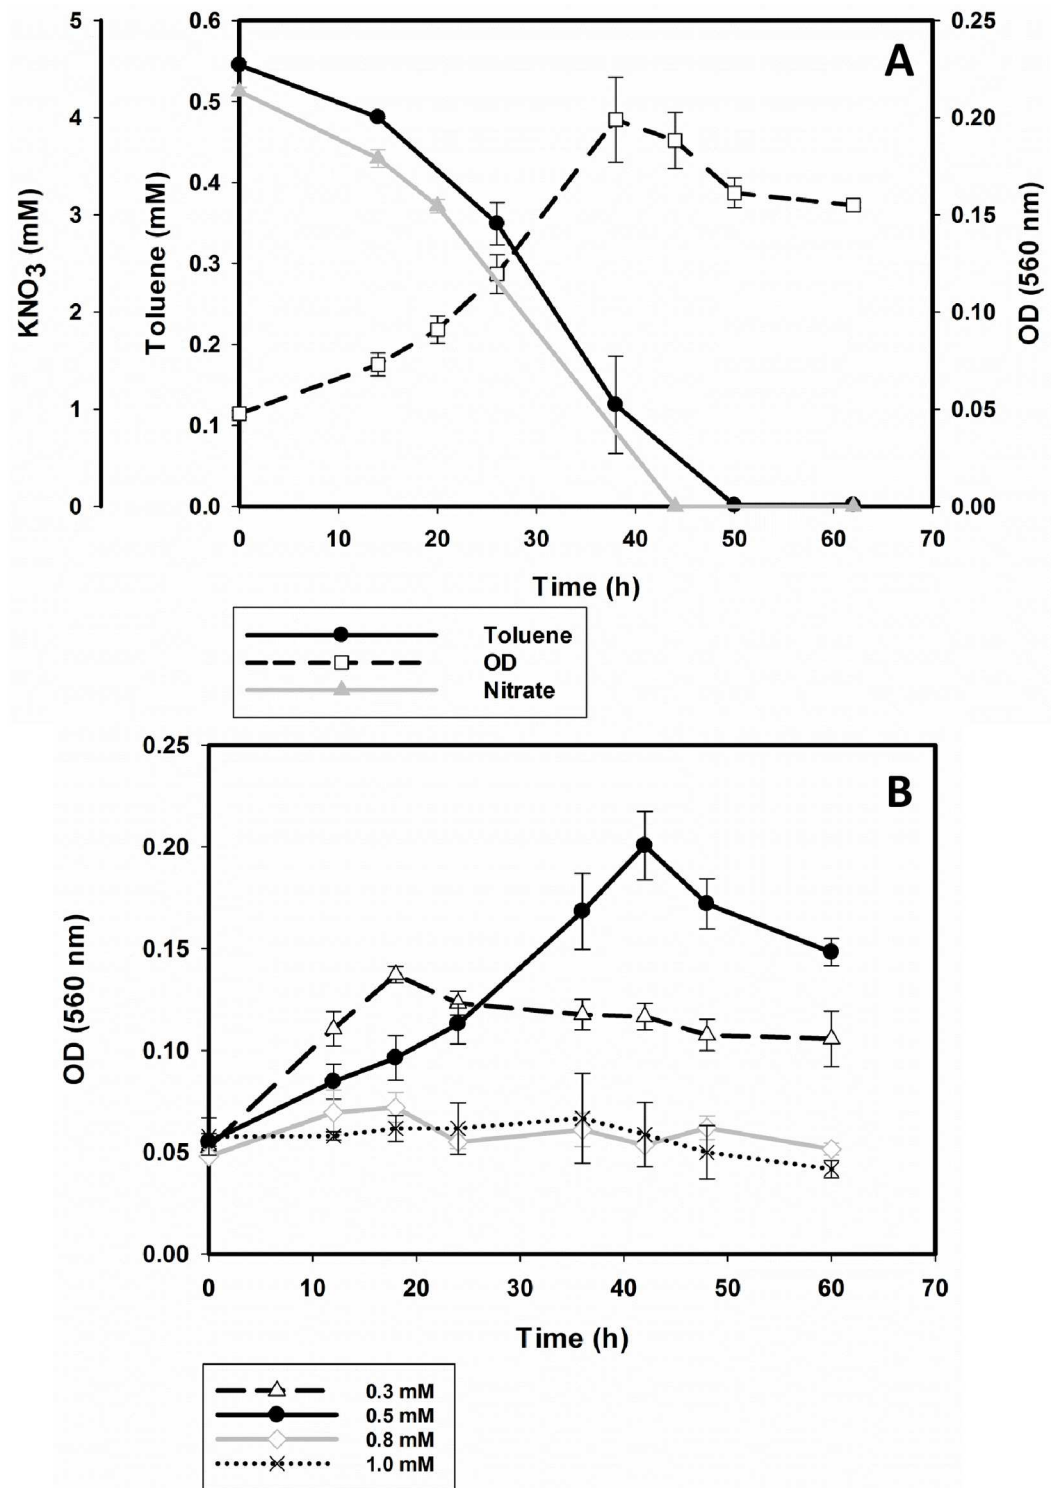 A
KNO3 (mM)
Toluene (mM)
OD (560 nm)
5
4
3
2
1
0
0.6
0.5
0.4
0.3
0.2
0.1
0.0
0.25
0.20
0.15
0.10
0.05
0.00
0 10 20 30 40 50 60 70
Time (h)
Toluene
OD
Nitrate
B
OD (560 nm)
0.25
0.20
0.15
0.10
0.05
0.00
0 10 20 30 40 50 60 70
Time (h)
0.3 mM
0.5 mM
0.8 mM
1.0 mM